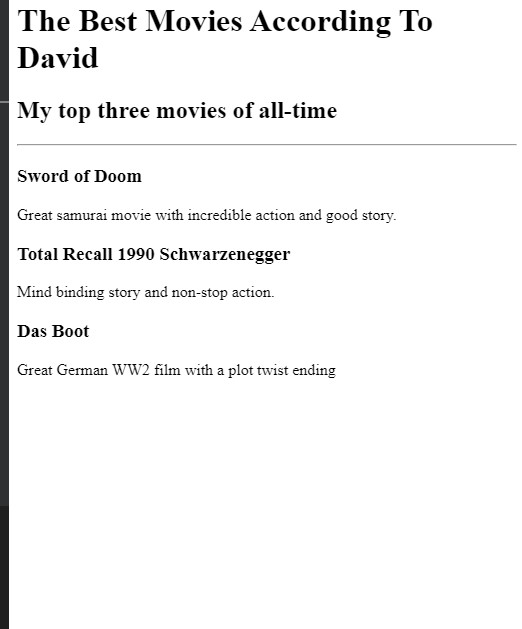 The Best Movies According To
David
My top three movies of all-time
Sword of Doom
Great samurai movie with incredible action and good story.
Total Recall 1990 Schwarzenegger
Mind binding story and non-stop action.
Das Boot
Great German WW2 film with a plot twist ending